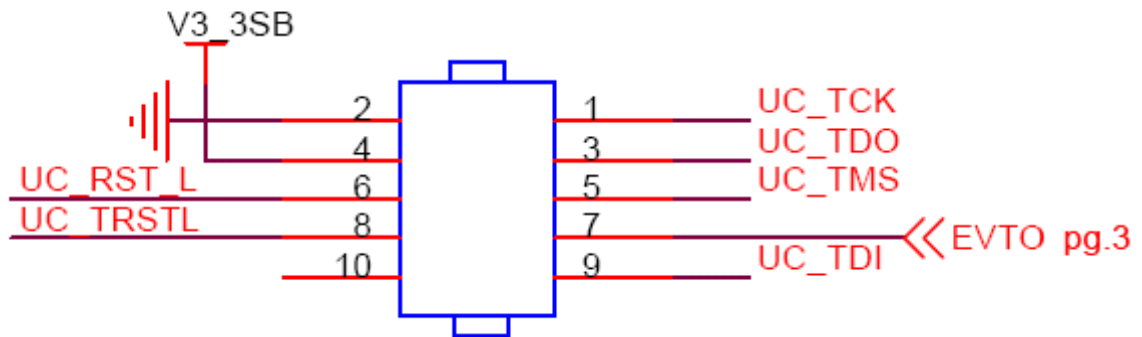 V3_3SB
2 1 UC_TCK
4 3 UC_TDO
UC_RST_L 6 5 UC_TMS
UC_TRSTL 8 7 EVTO pg.3
10 9 UC_TDI